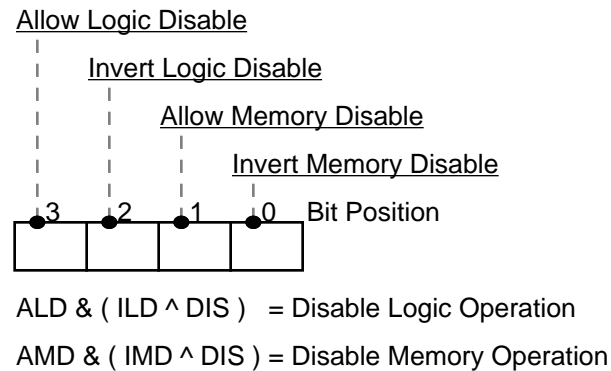 Allow Logic Disable
Invert Logic Disable
Allow Memory Disable
Invert Memory Disable
3 2 1 0 Bit Position
ALD & ( ILD ^ DIS ) = Disable Logic Operation
AMD & ( IMD ^ DIS ) = Disable Memory Operation